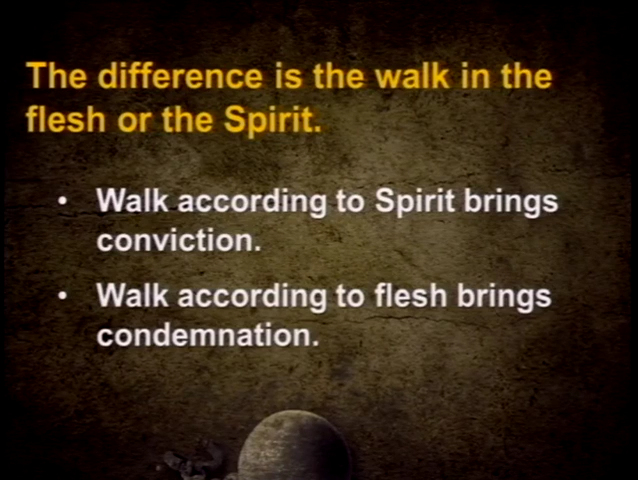 The difference is the walk in the
flesh or the Spirit.
• Walk according to Spirit brings
conviction.
• Walk according to flesh brings
condemnation.